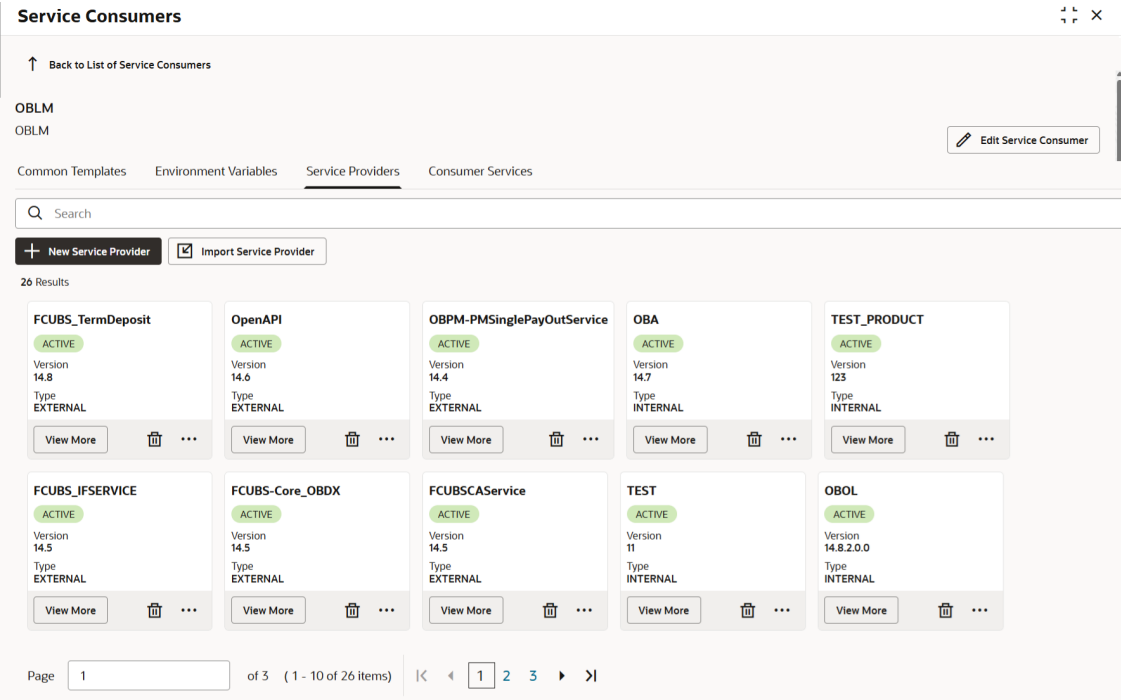 Service Consumers
Back to List of Service Consumers
OBLM
OBLM
Edit Service Consumer
Common Templates Environment Variables Service Providers Consumer Services
Search
New Service Provider Import Service Provider
26 Results
FCUBS_TermDeposit OpenAPI OBPM-PMSinglePayOutService OBA TEST_PRODUCT
ACTIVE ACTIVE ACTIVE ACTIVE ACTIVE
Version Version Version Version Version
14.8 14.6 14.4 14.7 123
Type Type Type Type Type
EXTERNAL EXTERNAL EXTERNAL INTERNAL INTERNAL
View More View More View More View More View More
FCUBS_IFSERVICE FCUBS-Core_OBDX FCUBSCAService TEST OBOL
ACTIVE ACTIVE ACTIVE ACTIVE ACTIVE
Version Version Version Version Version
14.5 14.5 14.5 11 14.8.2.0.0
Type Type Type Type Type
EXTERNAL EXTERNAL EXTERNAL INTERNAL INTERNAL
View More View More View More View More View More
Page 1 of 3 ( 1 - 10 of 26 items) 1 2 3